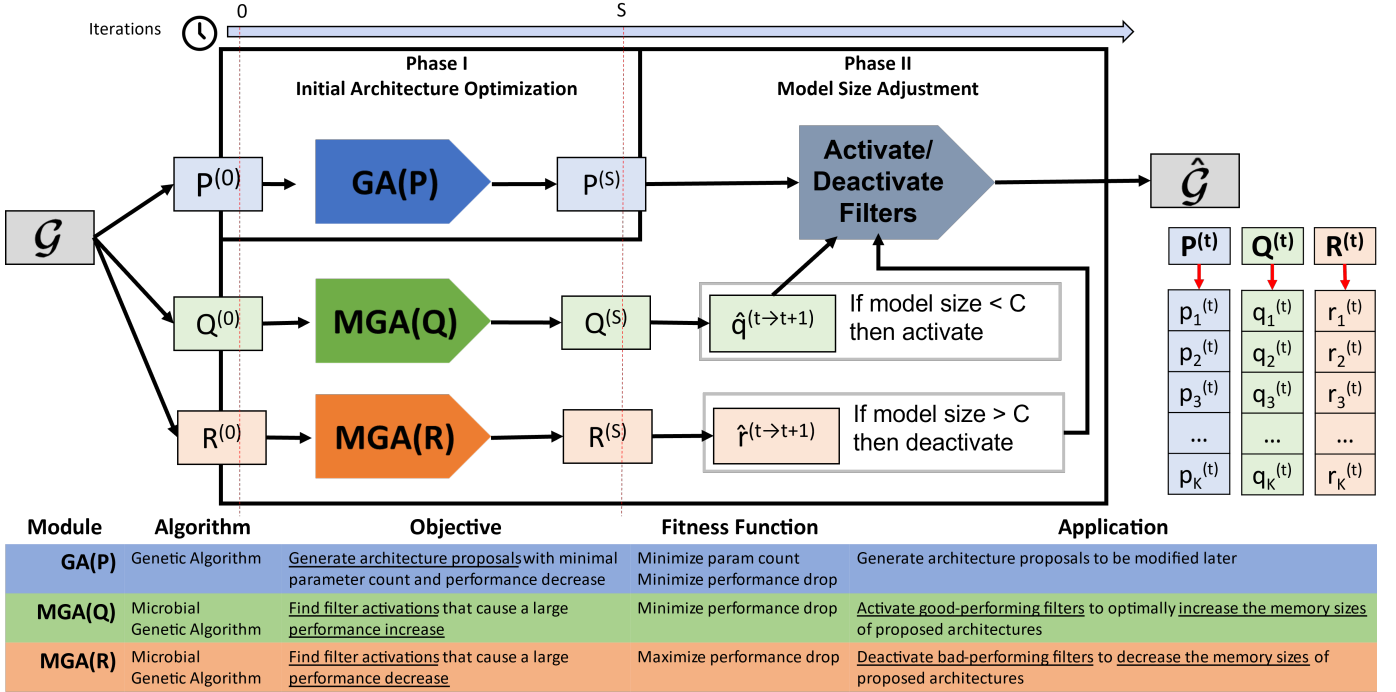 0
S
Iterations
Phase I
Initial Architecture Optimization
Phase II
Model Size Adjustment
𝒢
P⁽⁰⁾
GA(P)
P⁽ˢ⁾
Activate/
Deactivate
Filters
𝒢̂
Q⁽⁰⁾
MGA(Q)
Q⁽ˢ⁾
q̂⁽ᵗ→ᵗ⁺¹⁾
If model size < C
then activate
R⁽⁰⁾
MGA(R)
R⁽ˢ⁾
r̂⁽ᵗ→ᵗ⁺¹⁾
If model size > C
then deactivate
P⁽ᵗ⁾ Q⁽ᵗ⁾ R⁽ᵗ⁾
p₁⁽ᵗ⁾ q₁⁽ᵗ⁾ r₁⁽ᵗ⁾
p₂⁽ᵗ⁾ q₂⁽ᵗ⁾ r₂⁽ᵗ⁾
p₃⁽ᵗ⁾ q₃⁽ᵗ⁾ r₃⁽ᵗ⁾
... ... ...
p_K⁽ᵗ⁾ q_K⁽ᵗ⁾ r_K⁽ᵗ⁾
Module Algorithm Objective Fitness Function Application
GA(P)
Genetic Algorithm
Generate architecture proposals with minimal
parameter count and performance decrease
Minimize param count
Minimize performance drop
Generate architecture proposals to be modified later
MGA(Q)
Microbial
Genetic Algorithm
Find filter activations that cause a large
performance increase
Minimize performance drop
Activate good-performing filters to optimally increase the memory sizes
of proposed architectures
MGA(R)
Microbial
Genetic Algorithm
Find filter activations that cause a large
performance decrease
Maximize performance drop
Deactivate bad-performing filters to decrease the memory sizes of
proposed architectures